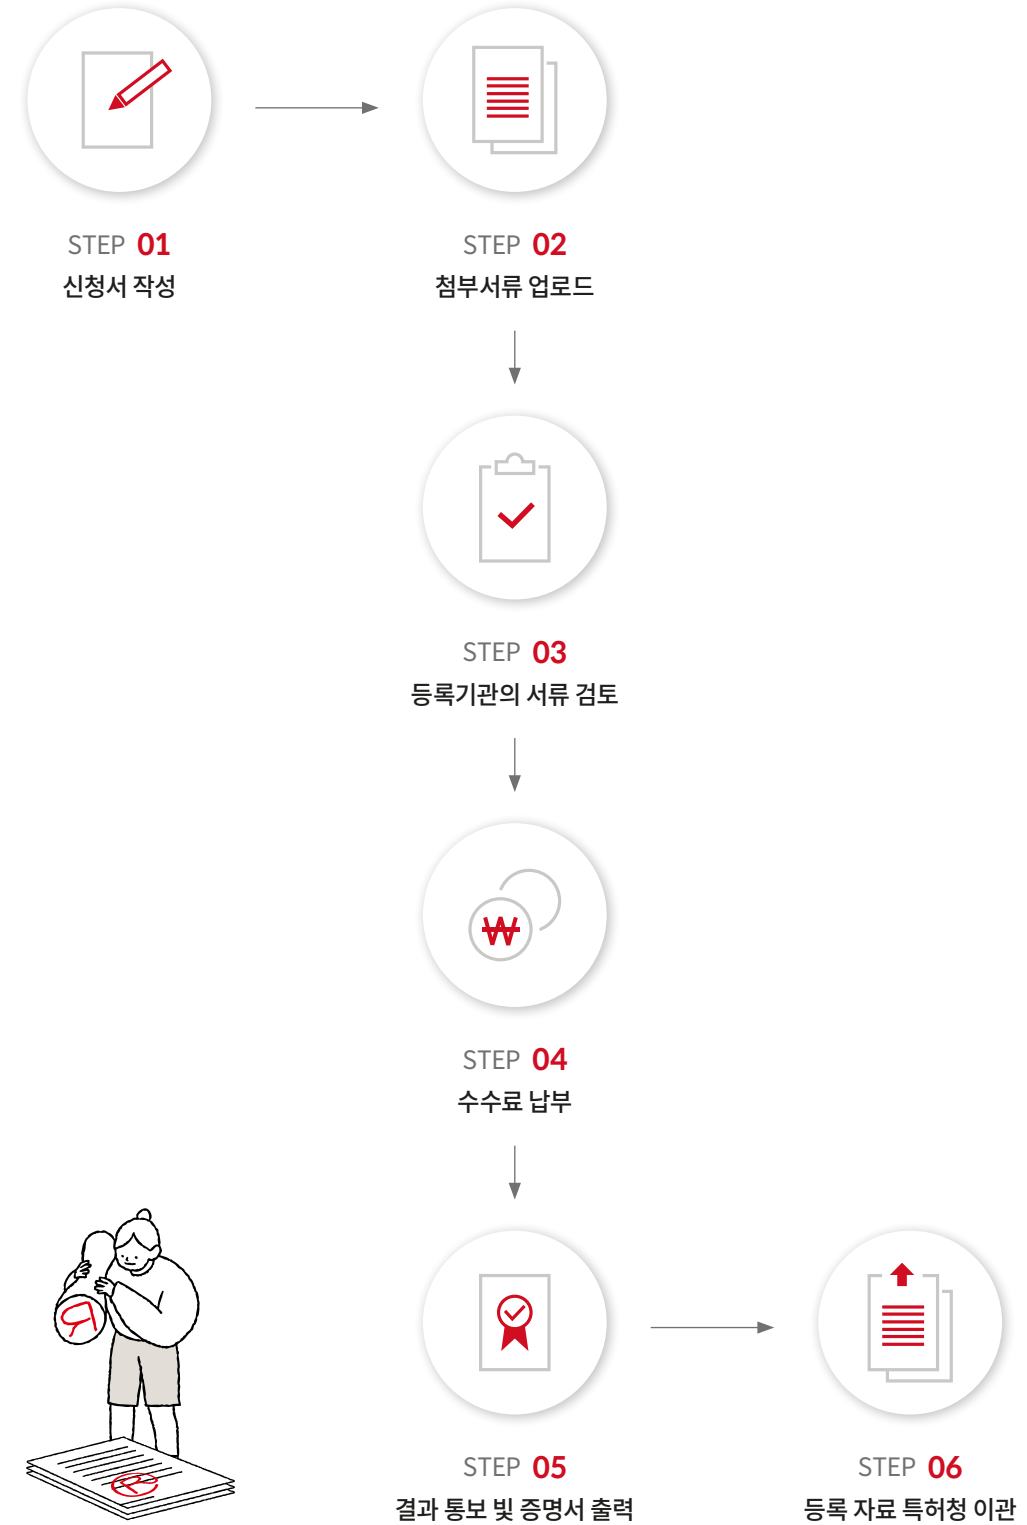 STEP 01
신청서 작성
STEP 02
첨부서류 업로드
STEP 03
등록기관의 서류 검토
₩
STEP 04
수수료 납부
STEP 05
결과 통보 빛 증명서 출력
STEP 06
등록 자료 특허청 이관
R
R